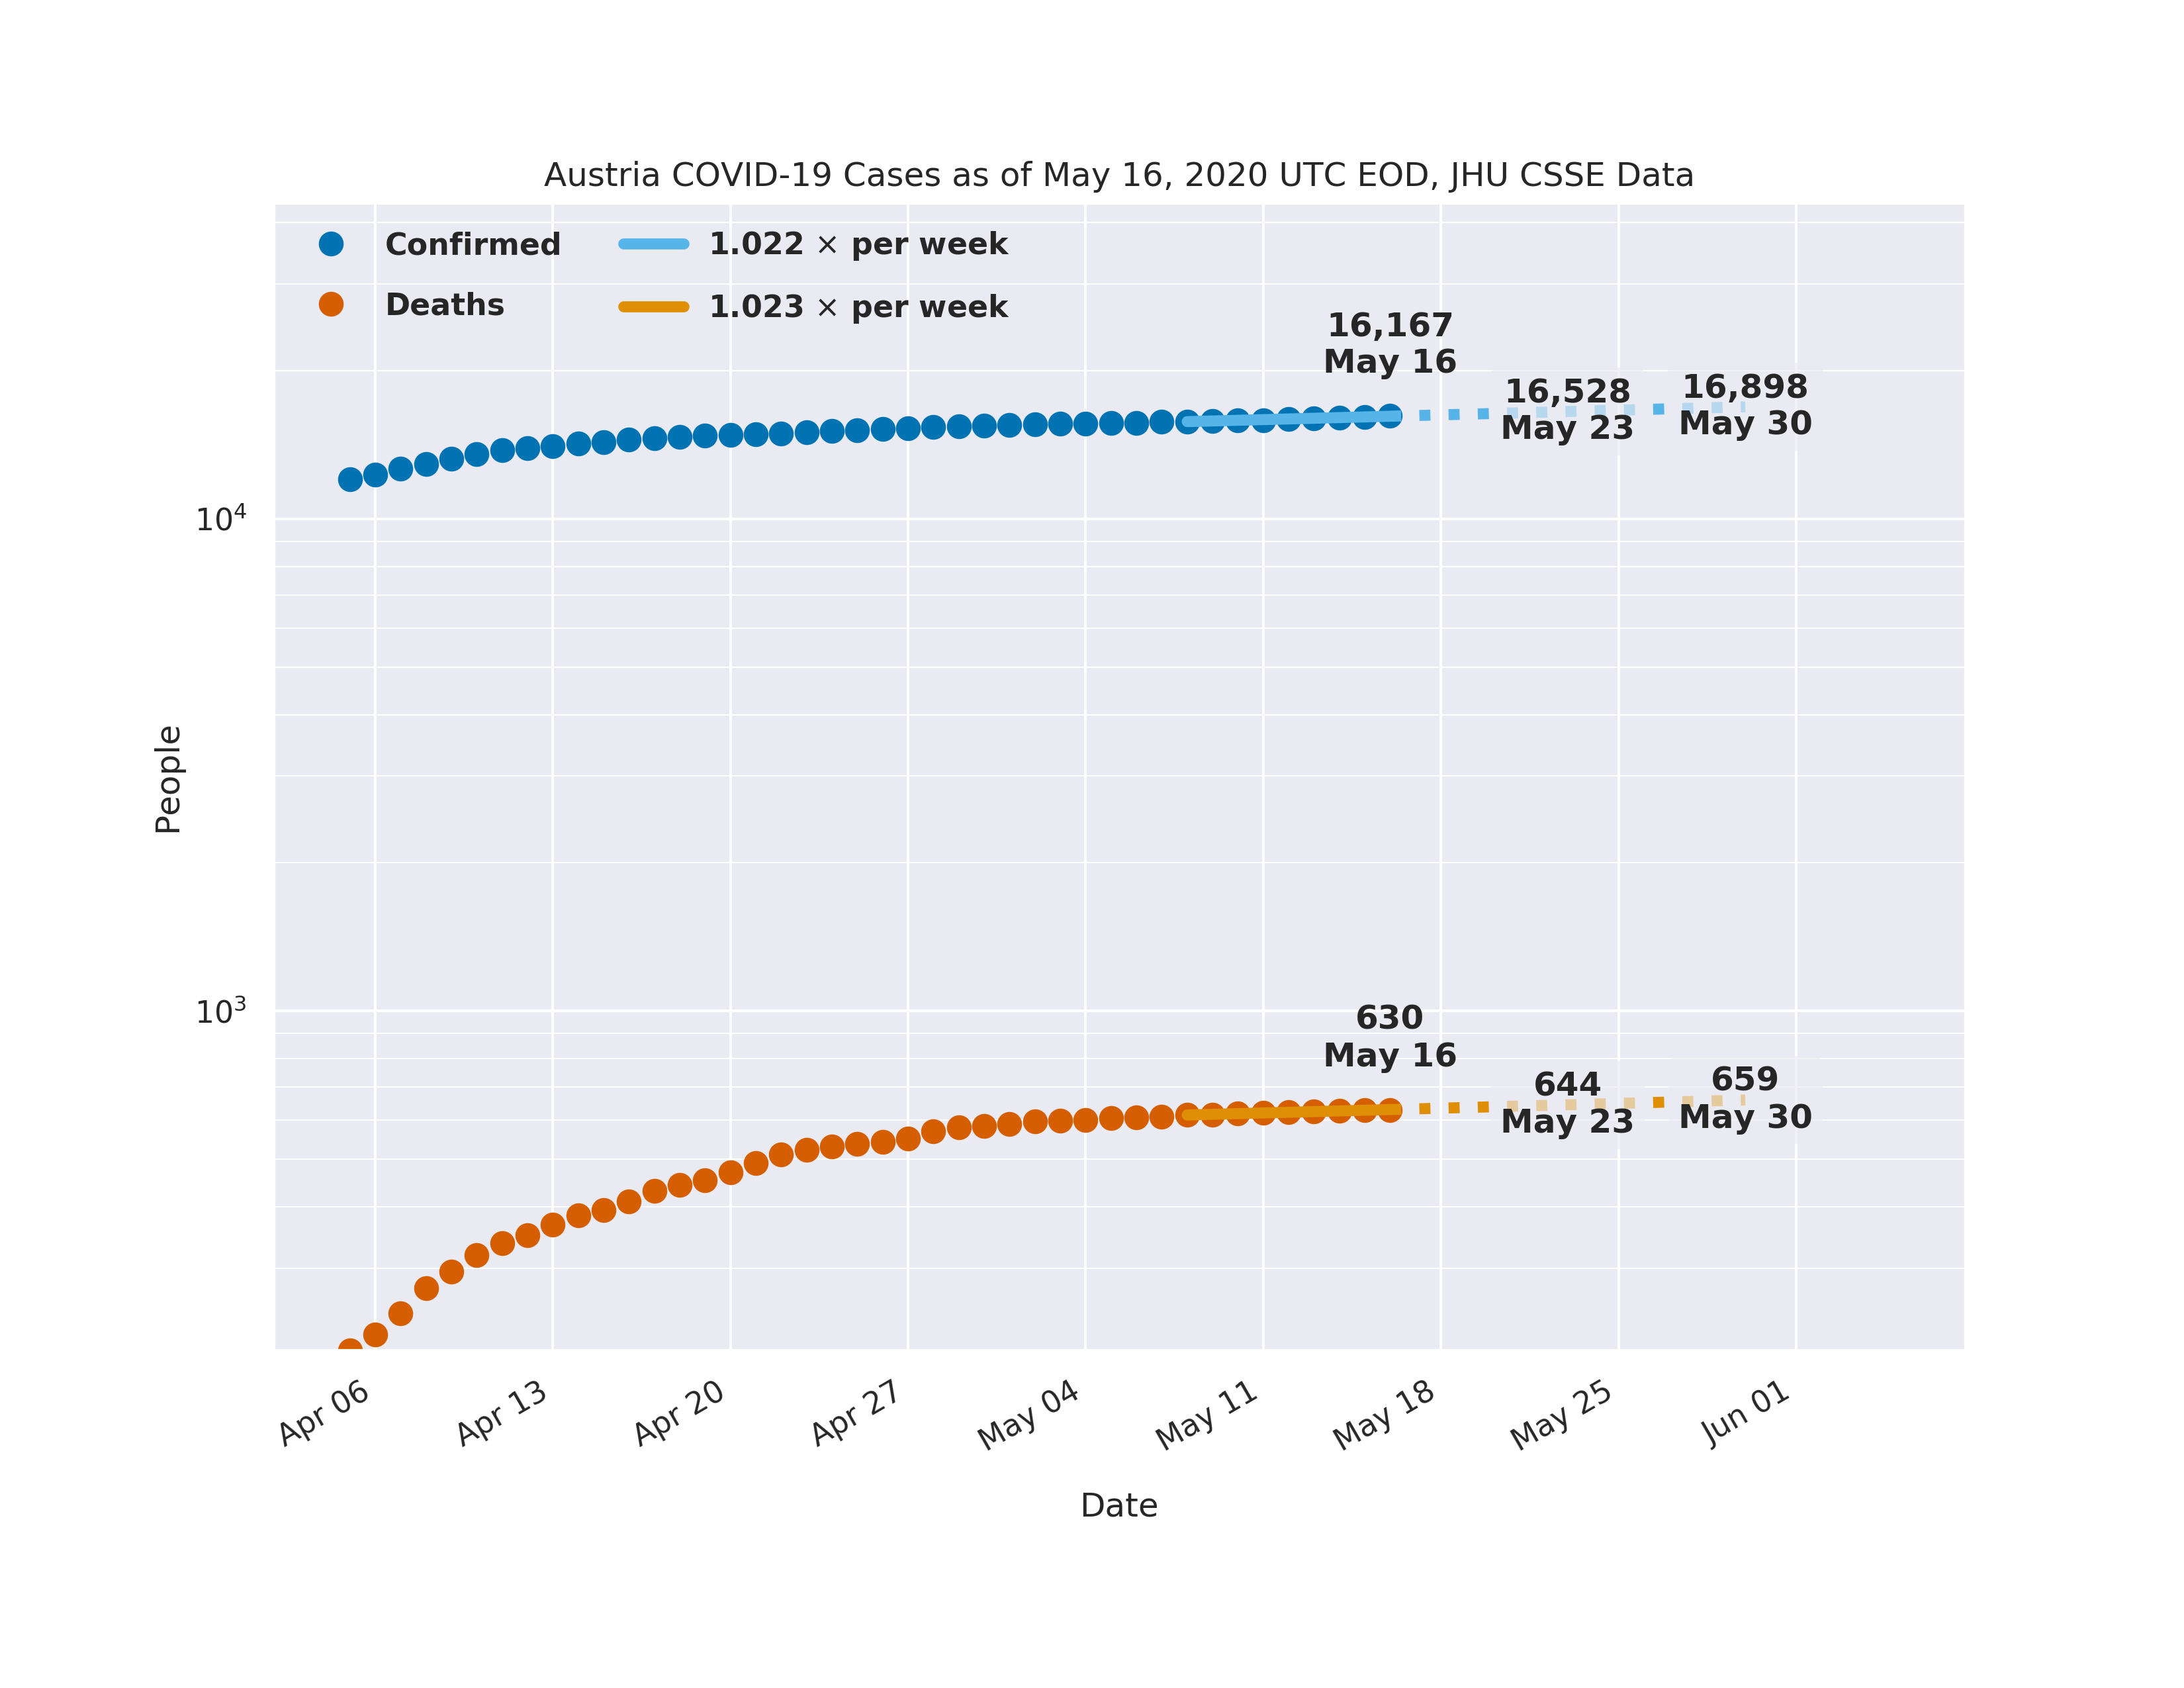 Austria COVID-19 Cases as of May 16, 2020 UTC EOD, JHU CSSE Data
Confirmed
Deaths
1.022 × per week
1.023 × per week
16,167
May 16
16,528
May 23
16,898
May 30
10⁴
People
10³
630
May 16
644
May 23
659
May 30
Apr 06
Apr 13
Apr 20
Apr 27
May 04
May 11
May 18
May 25
Jun 01
Date